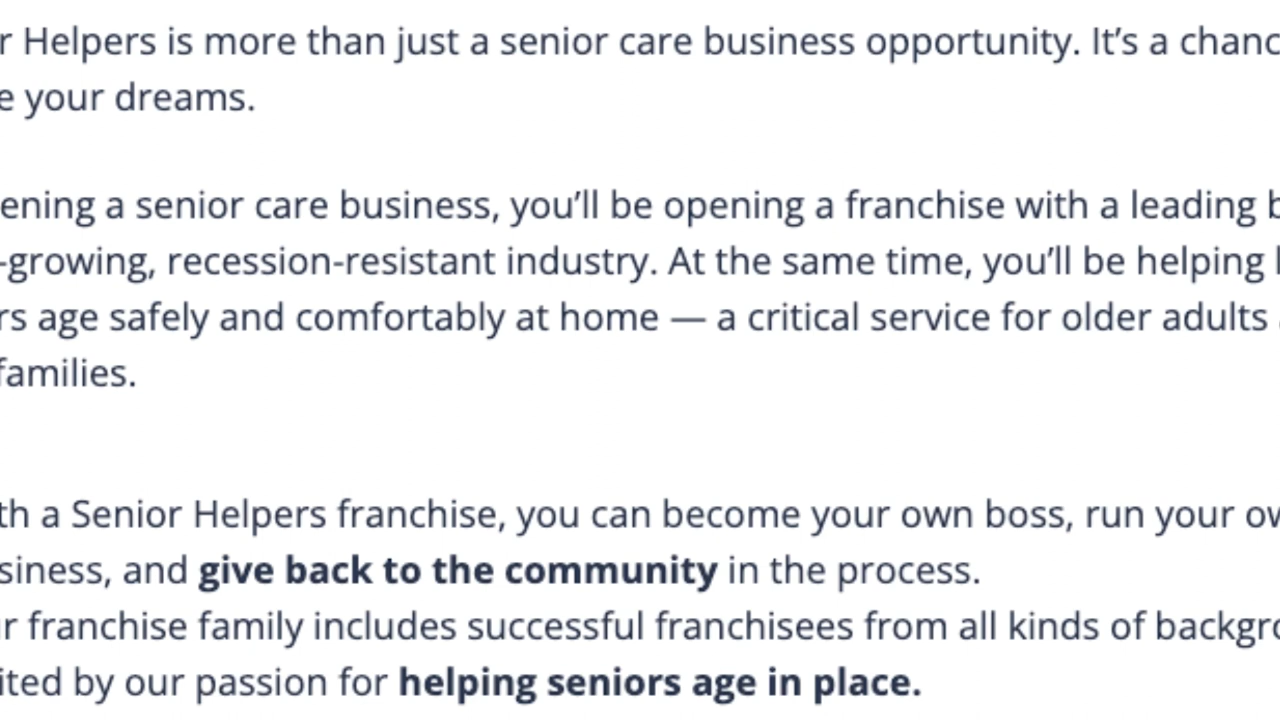 r Helpers is more than just a senior care business opportunity. It’s a chanc
e your dreams.
ening a senior care business, you’ll be opening a franchise with a leading b
-growing, recession-resistant industry. At the same time, you’ll be helping
rs age safely and comfortably at home — a critical service for older adults
families.
th a Senior Helpers franchise, you can become your own boss, run your ow
siness, and give back to the community in the process.
r franchise family includes successful franchisees from all kinds of backgro
ited by our passion for helping seniors age in place.